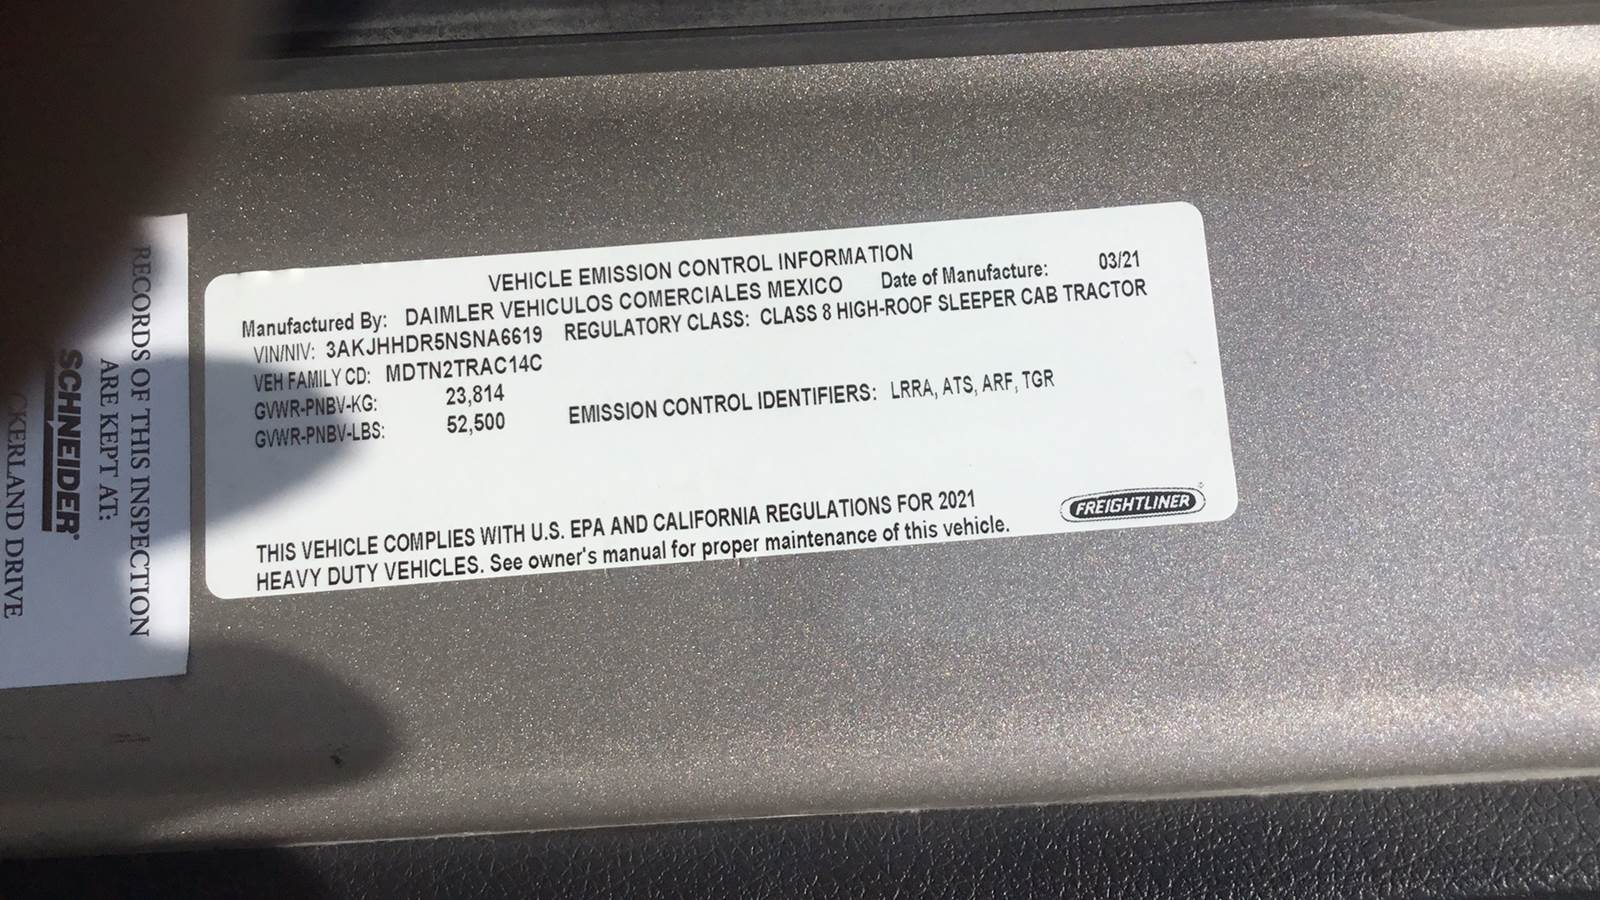 VEHICLE EMISSION CONTROL INFORMATION
Manufactured By: DAIMLER VEHICULOS COMERCIALES MEXICO Date of Manufacture: 03/21
VIN/NIV: 3AKJHHDR5NSNA6619 REGULATORY CLASS: CLASS 8 HIGH-ROOF SLEEPER CAB TRACTOR
VEH FAMILY CD: MDTN2TRAC14C
GVWR-PNBV-KG: 23,814
GVWR-PNBV-LBS: 52,500 EMISSION CONTROL IDENTIFIERS: LRRA, ATS, ARF, TGR
THIS VEHICLE COMPLIES WITH U.S. EPA AND CALIFORNIA REGULATIONS FOR 2021
HEAVY DUTY VEHICLES. See owner's manual for proper maintenance of this vehicle.
FREIGHTLINER
RECORDS OF THIS INSPECTION
ARE KEPT AT:
SCHNEIDER
DRIVE